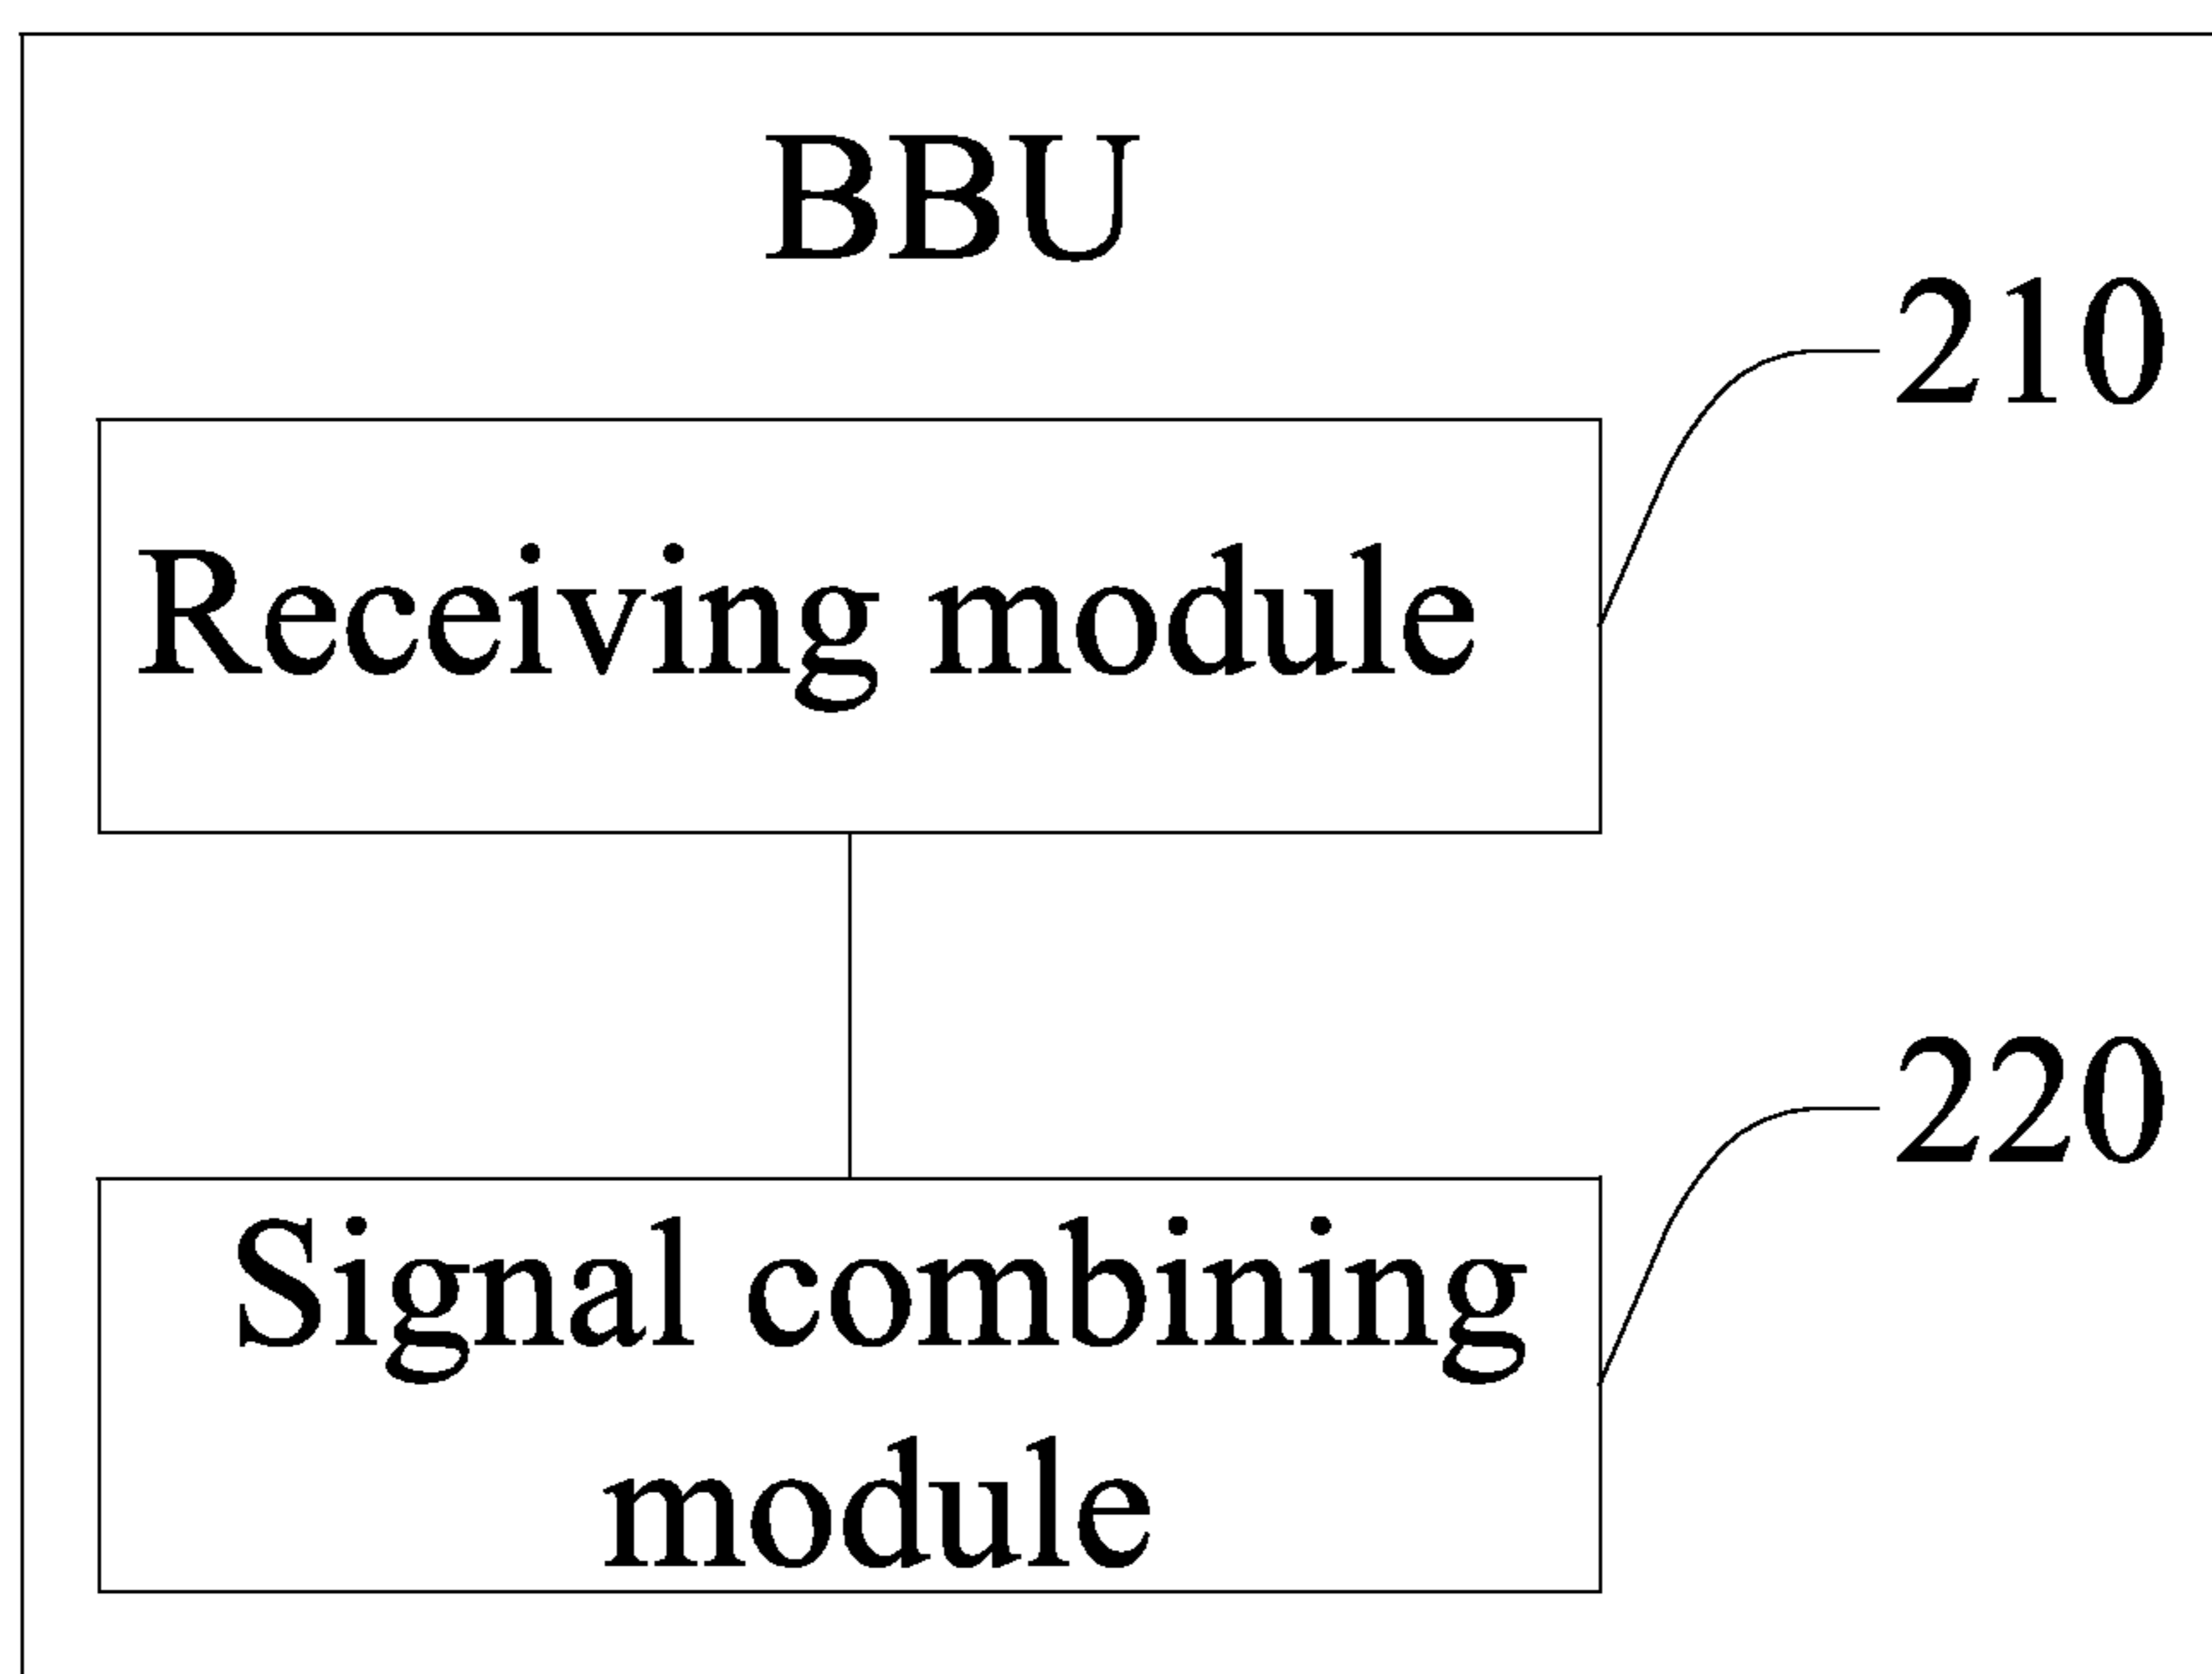 BBU
210
Receiving module
220
Signal combining
module